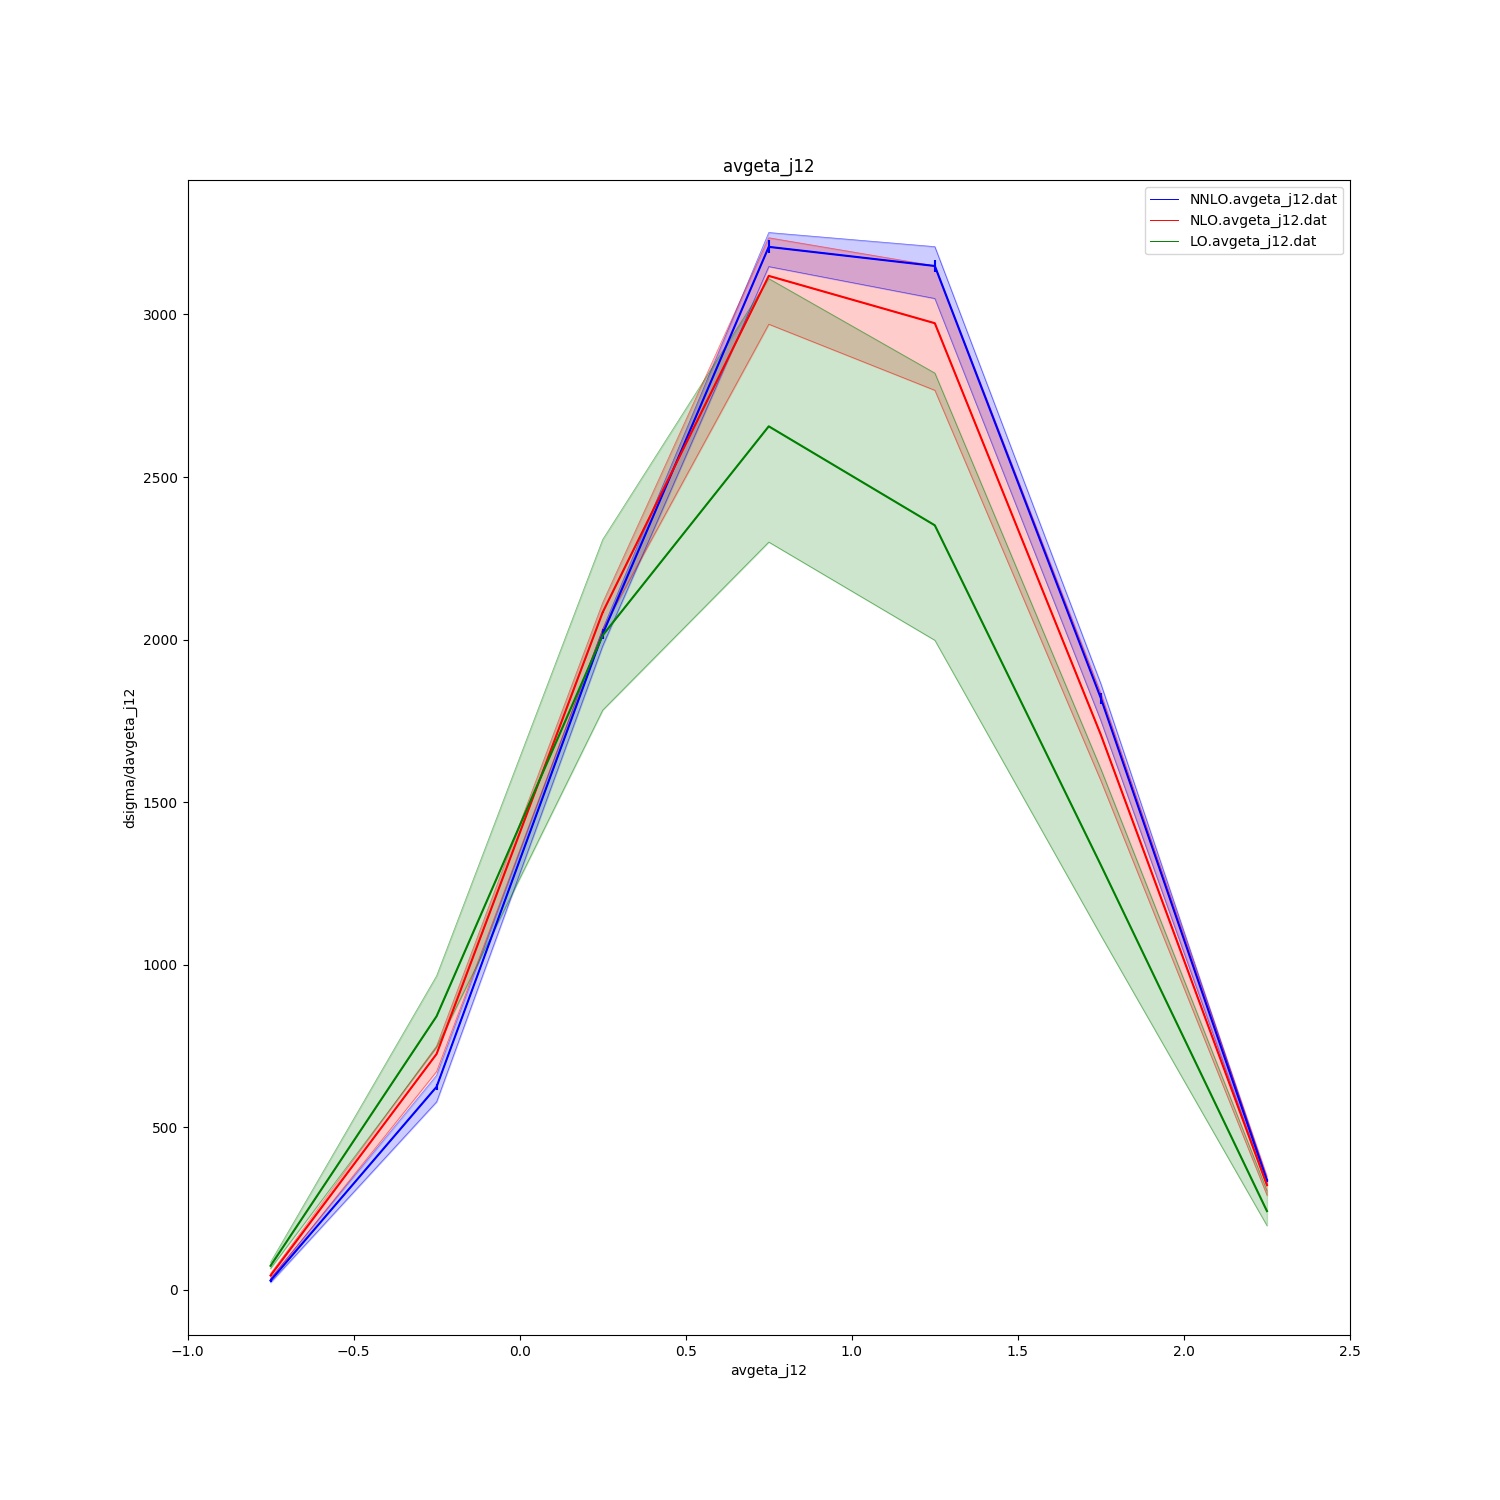 avgeta_j12
NNLO.avgeta_j12.dat
NLO.avgeta_j12.dat
LO.avgeta_j12.dat
dsigma/davgeta_j12
3000
2500
2000
1500
1000
500
0
−1.0 −0.5 0.0 0.5 1.0 1.5 2.0 2.5
avgeta_j12